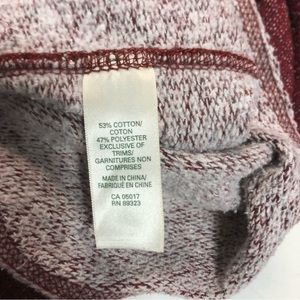 53% COTTON/
COTON
47% POLYESTER
EXCLUSIVE OF
TRIMS/
GARNITURES NON
COMPRISES
MADE IN CHINA/
FABRIQUÉ EN CHINE
CA 05017
RN 89323